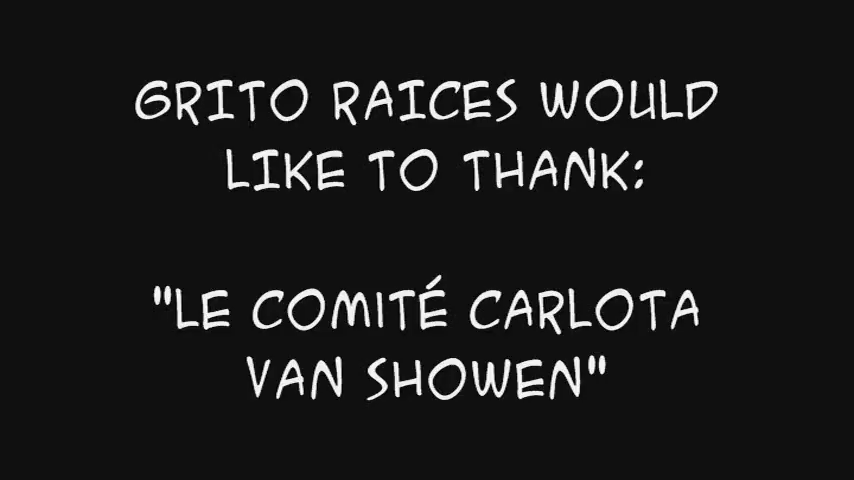 GRITO RAICES WOULD
LIKE TO THANK:
"LE COMITÉ CARLOTA
VAN SHOWEN"